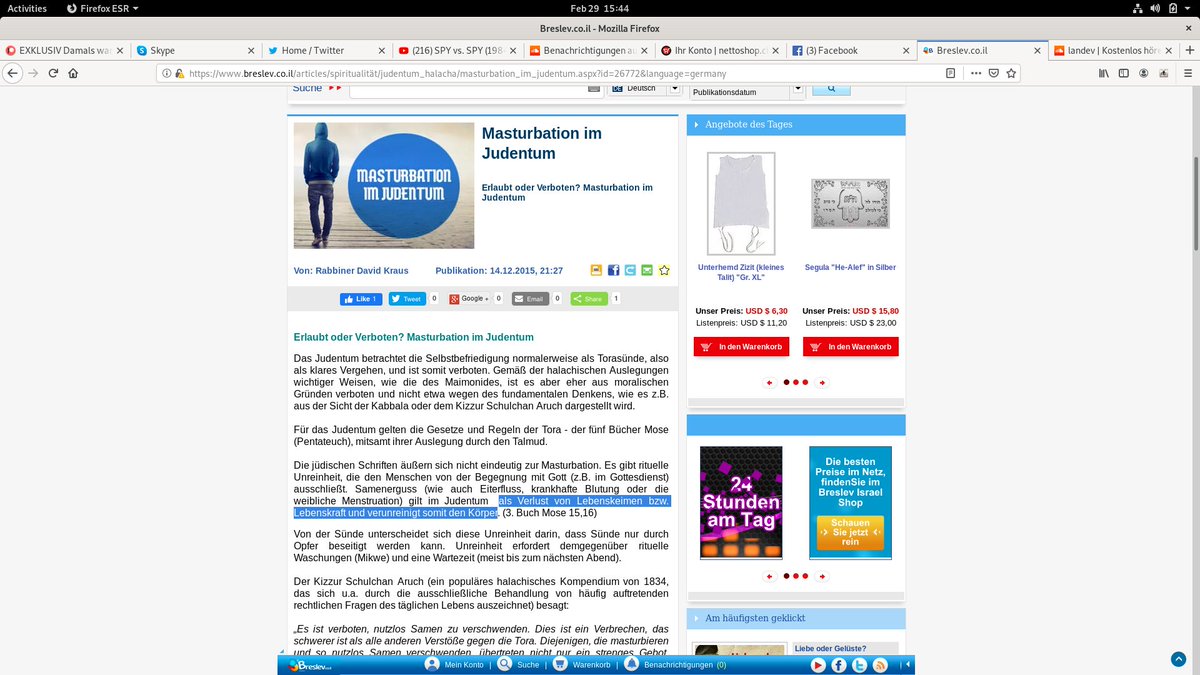 Activities
Firefox ESR
Feb 29 15:44
Breslev.co.il - Mozilla Firefox
EXKLUSIV Damals wa
Skype
Home / Twitter
(216) SPY vs. SPY (198
Benachrichtigungen au
Ihr Konto | nettoshop.c
(3) Facebook
Breslev.co.il
landev | Kostenlos höre
https://www.breslev.co.il/articles/spiritualität/judentum_halacha/masturbation_im_judentum.aspx?id=26772&language=germany
Suche
Deutsch
Publikationsdatum
MASTURBATION
IM JUDENTUM
Masturbation im
Judentum
Erlaubt oder Verboten? Masturbation im
Judentum
Von: Rabbiner David Kraus
Publikation: 14.12.2015, 21:27
Like 1
Tweet 0
Google + 0
Email 0
Share 1
Erlaubt oder Verboten? Masturbation im Judentum
Das Judentum betrachtet die Selbstbefriedigung normalerweise als Torasünde, also
als klares Vergehen, und ist somit verboten. Gemäß der halachischen Auslegungen
wichtiger Weisen, wie die des Maimonides, ist es aber eher aus moralischen
Gründen verboten und nicht etwa wegen des fundamentalen Denkens, wie es z.B.
aus der Sicht der Kabbala oder dem Kizzur Schulchan Aruch dargestellt wird.
Für das Judentum gelten die Gesetze und Regeln der Tora - der fünf Bücher Mose
(Pentateuch), mitsamt ihrer Auslegung durch den Talmud.
Die jüdischen Schriften äußern sich nicht eindeutig zur Masturbation. Es gibt rituelle
Unreinheit, die den Menschen von der Begegnung mit Gott (z.B. im Gottesdienst)
ausschließt. Samenerguss (wie auch Eiterfluss, krankhafte Blutung oder die
weibliche Menstruation) gilt im Judentum als Verlust von Lebenskeimen bzw.
Lebenskraft und verunreinigt somit den Körper. (3. Buch Mose 15,16)
Von der Sünde unterscheidet sich diese Unreinheit darin, dass Sünde nur durch
Opfer beseitigt werden kann. Unreinheit erfordert demgegenüber rituelle
Waschungen (Mikwe) und eine Wartezeit (meist bis zum nächsten Abend).
Der Kizzur Schulchan Aruch (ein populäres halachisches Kompendium von 1834,
das sich u.a. durch die ausschließliche Behandlung von häufig auftretenden
rechtlichen Fragen des täglichen Lebens auszeichnet) besagt:
„Es ist verboten, nutzlos Samen zu verschwenden. Dies ist ein Verbrechen, das
schwerer ist als alle anderen Verstöße gegen die Tora. Diejenigen, die masturbieren
und so nutzlos Samen verschwenden, übertreten nicht nur ein strenges Gebot,
Angebote des Tages
Unterhemd Zizit (kleines
Talit) "Gr. XL"
Unser Preis: USD $ 6,30
Listenpreis: USD $ 11,20
In den Warenkorb
Segula "He-Alef" in Silber
Unser Preis: USD $ 15,80
Listenpreis: USD $ 23,00
In den Warenkorb
24
Stunden
am Tag
Die besten
Preise im Netz,
findenSie im
Breslev Israel
Shop
Schauen
Sie jetzt
rein
Am häufigsten geklickt
Liebe oder Gelüste?
Breslev
Mein Konto | Suche | Warenkorb | Benachrichtigungen (0)